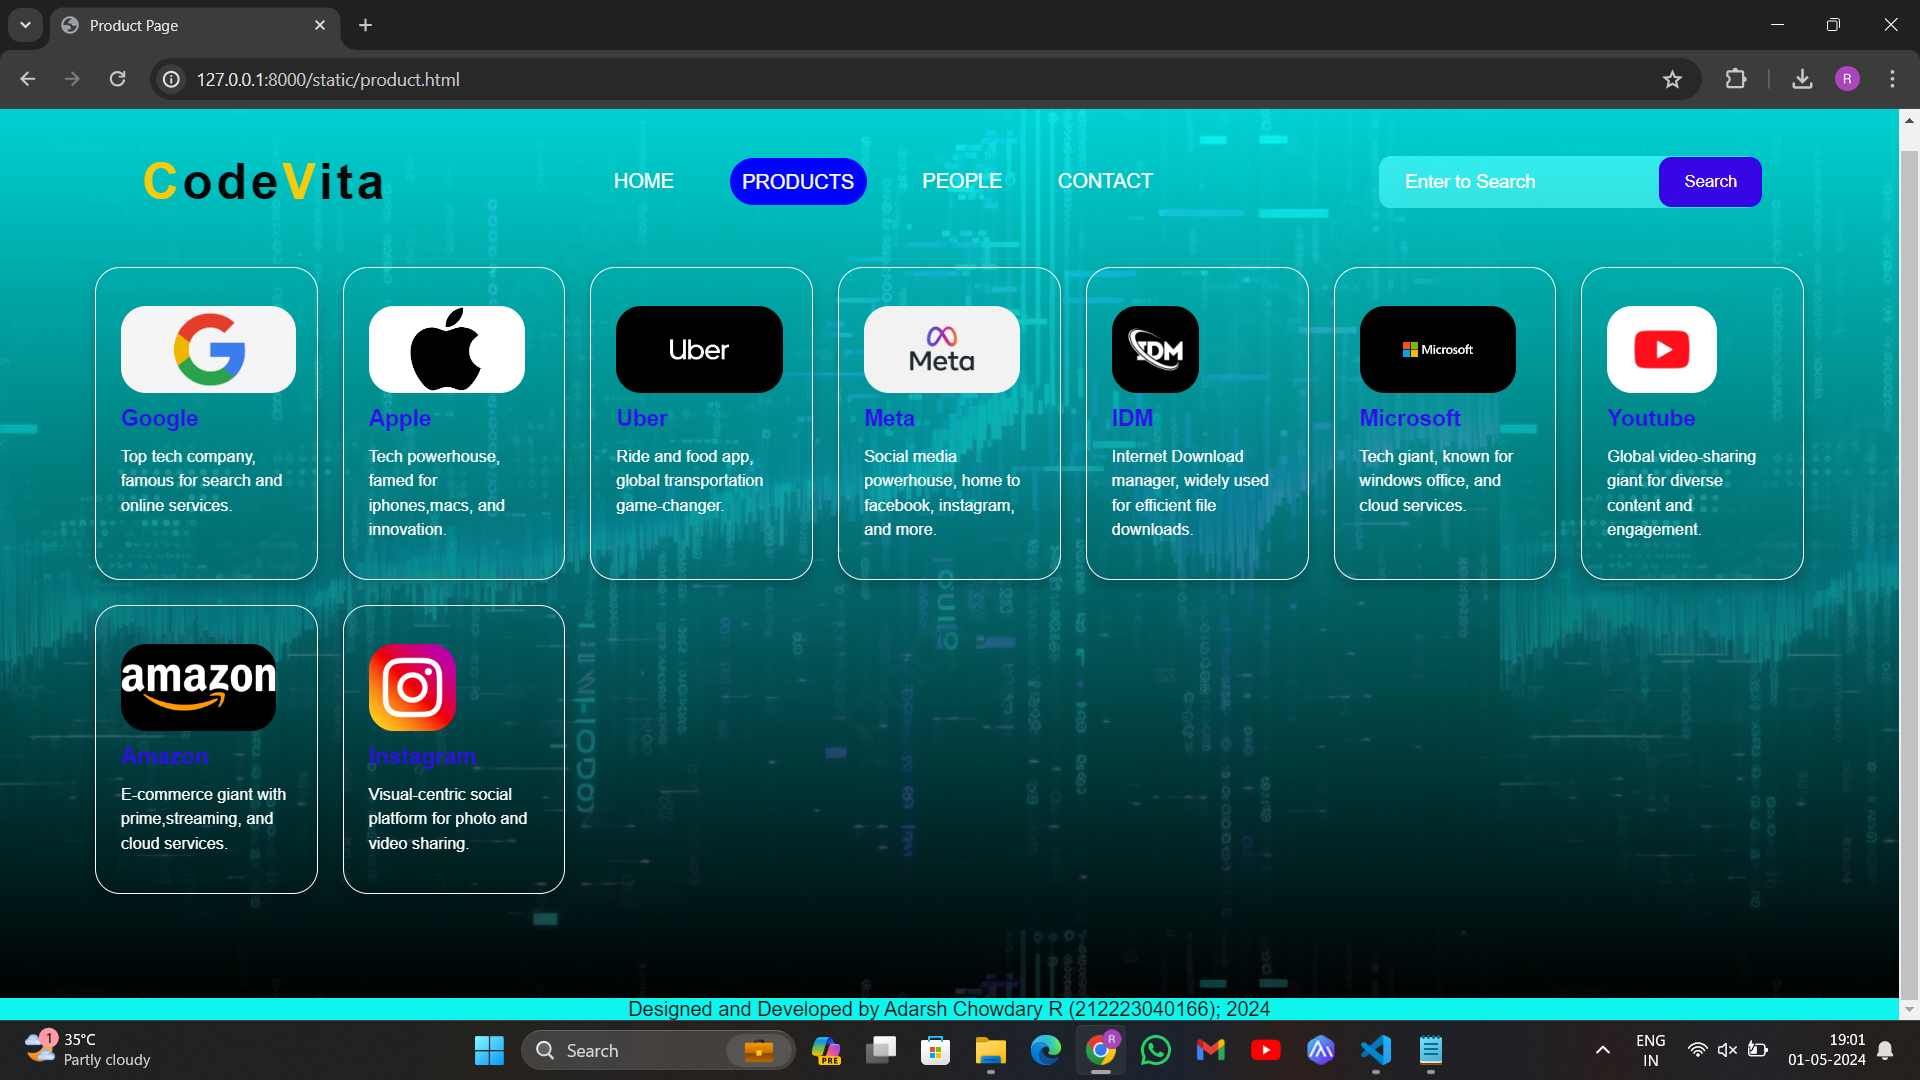 Product Page
127.0.0.1:8000/static/product.html
R
CodeVita
HOME
PRODUCTS
PEOPLE
CONTACT
Enter to Search
Search
Uber
Meta
IDM
Microsoft
Google
Apple
Uber
Meta
IDM
Microsoft
Youtube
Top tech company,
famous for search and
online services.
Tech powerhouse,
famed for
iphones,macs, and
innovation.
Ride and food app,
global transportation
game-changer.
Social media
powerhouse, home to
facebook, instagram,
and more.
Internet Download
manager, widely used
for efficient file
downloads.
Tech giant, known for
windows office, and
cloud services.
Global video-sharing
giant for diverse
content and
engagement.
amazon
Amazon
Instagram
E-commerce giant with
prime,streaming, and
cloud services.
Visual-centric social
platform for photo and
video sharing.
Designed and Developed by Adarsh Chowdary R (212223040166); 2024
1
35°C
Partly cloudy
Search
PRE
R
ENG
IN
19:01
01-05-2024